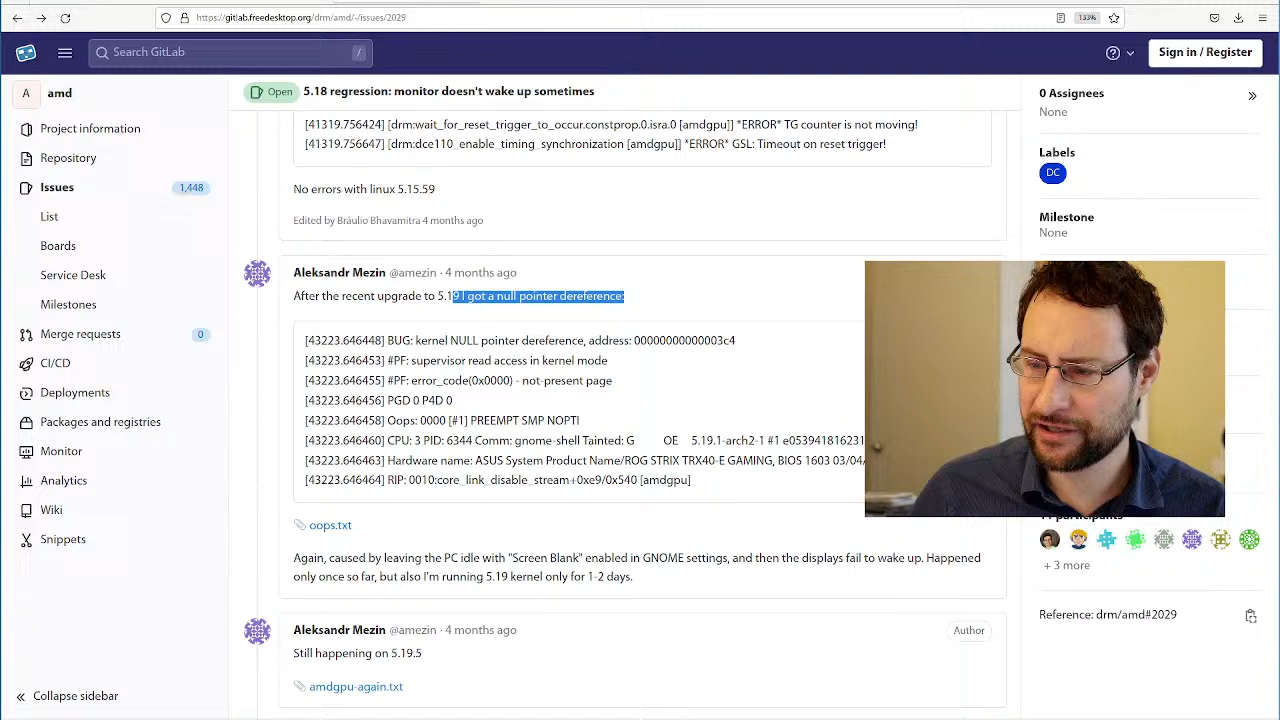 https://gitlab.freedesktop.org/drm/amd/-/issues/2029
133%
Search GitLab
/
Sign in / Register
A amd
Project information
Repository
Issues 1,448
List
Boards
Service Desk
Milestones
Merge requests 0
CI/CD
Deployments
Packages and registries
Monitor
Analytics
Wiki
Snippets
Collapse sidebar
Open 5.18 regression: monitor doesn't wake up sometimes
[41319.756424] [drm:wait_for_reset_trigger_to_occur.constprop.0.isra.0 [amdgpu]] *ERROR* TG counter is not moving!
[41319.756647] [drm:dce110_enable_timing_synchronization [amdgpu]] *ERROR* GSL: Timeout on reset trigger!
No errors with linux 5.15.59
Edited by Bráulio Bhavamitra 4 months ago
Aleksandr Mezin @amezin · 4 months ago
After the recent upgrade to 5.19 I got a null pointer dereference:
[43223.646448] BUG: kernel NULL pointer dereference, address: 00000000000003c4
[43223.646453] #PF: supervisor read access in kernel mode
[43223.646455] #PF: error_code(0x0000) - not-present page
[43223.646456] PGD 0 P4D 0
[43223.646458] Oops: 0000 [#1] PREEMPT SMP NOPTI
[43223.646460] CPU: 3 PID: 6344 Comm: gnome-shell Tainted: G OE 5.19.1-arch2-1 #1 e053941816231
[43223.646463] Hardware name: ASUS System Product Name/ROG STRIX TRX40-E GAMING, BIOS 1603 03/04/
[43223.646464] RIP: 0010:core_link_disable_stream+0xe9/0x540 [amdgpu]
oops.txt
Again, caused by leaving the PC idle with "Screen Blank" enabled in GNOME settings, and then the displays fail to wake up. Happened
only once so far, but also I'm running 5.19 kernel only for 1-2 days.
Aleksandr Mezin @amezin · 4 months ago
Author
Still happening on 5.19.5
amdgpu-again.txt
0 Assignees
None
Labels
DC
Milestone
None
participants
+ 3 more
Reference: drm/amd#2029